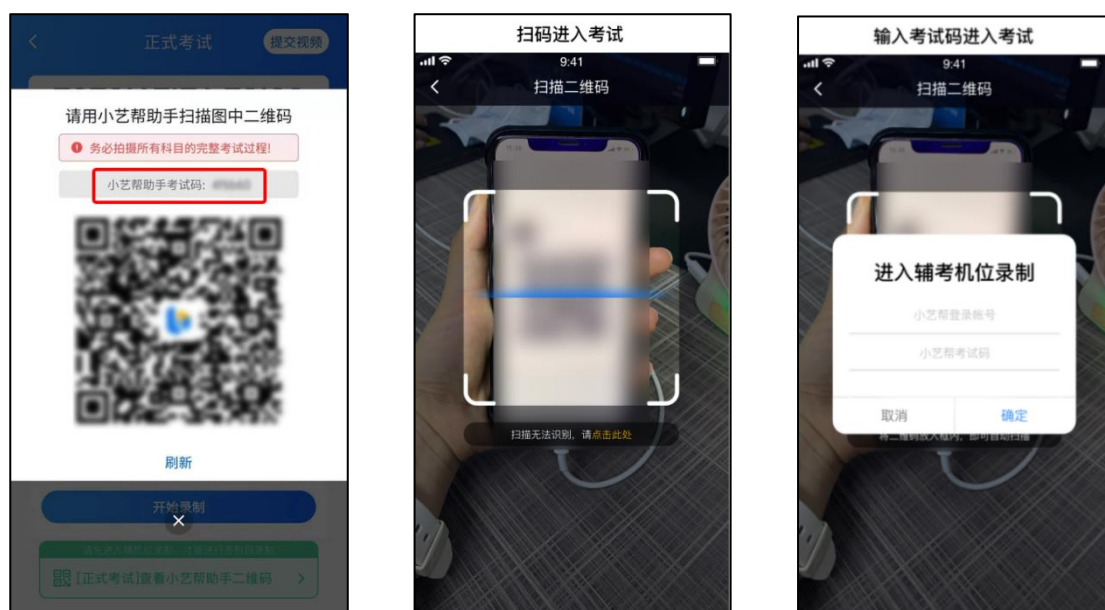 正式考试
提交视频
请用小艺帮助手扫描图中二维码
务必拍摄所有科目的完整考试过程!
小艺帮助手考试码:
刷新
开始录制
[正式考试]查看小艺帮助手二维码
扫码进入考试
9:41
扫描二维码
扫描无法识别，请点击此处
输入考试码进入考试
9:41
扫描二维码
进入辅考机位录制
小艺帮登录帐号
小艺帮考试码
取消
确定
将二维码放入框内，即可自动扫描